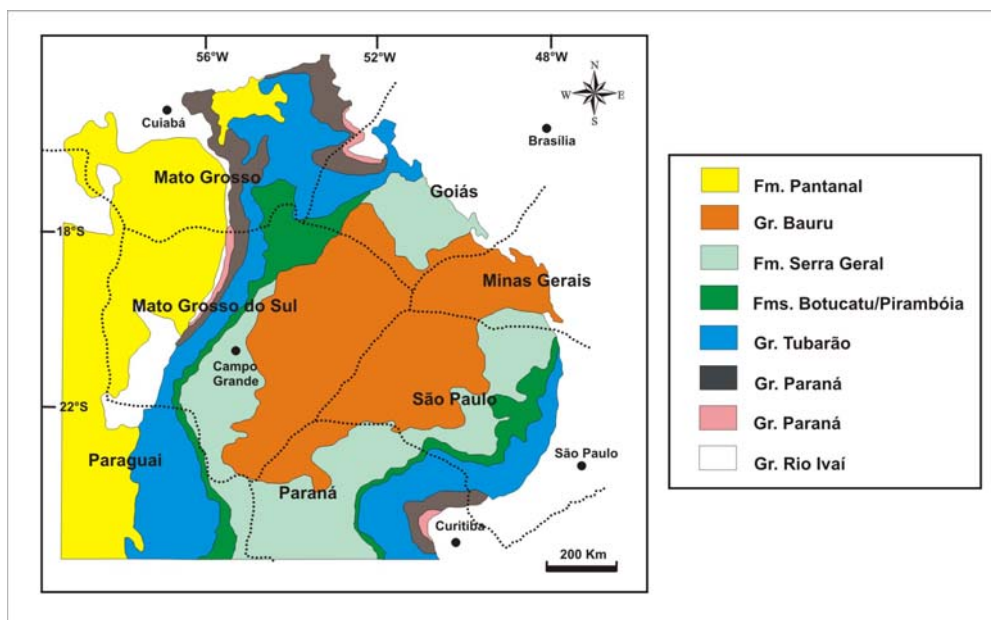 56°W
52°W
48°W
N
W
E
S
Cuiabá
Brasília
Mato Grosso
Goiás
18°S
Minas Gerais
Mato Grosso do Sul
Campo
Grande
22°S
São Paulo
Paraguai
São Paulo
Paraná
Curitiba
200 Km
Fm. Pantanal
Gr. Bauru
Fm. Serra Geral
Fms. Botucatu/Pirambóia
Gr. Tubarão
Gr. Paraná
Gr. Paraná
Gr. Rio Ivaí